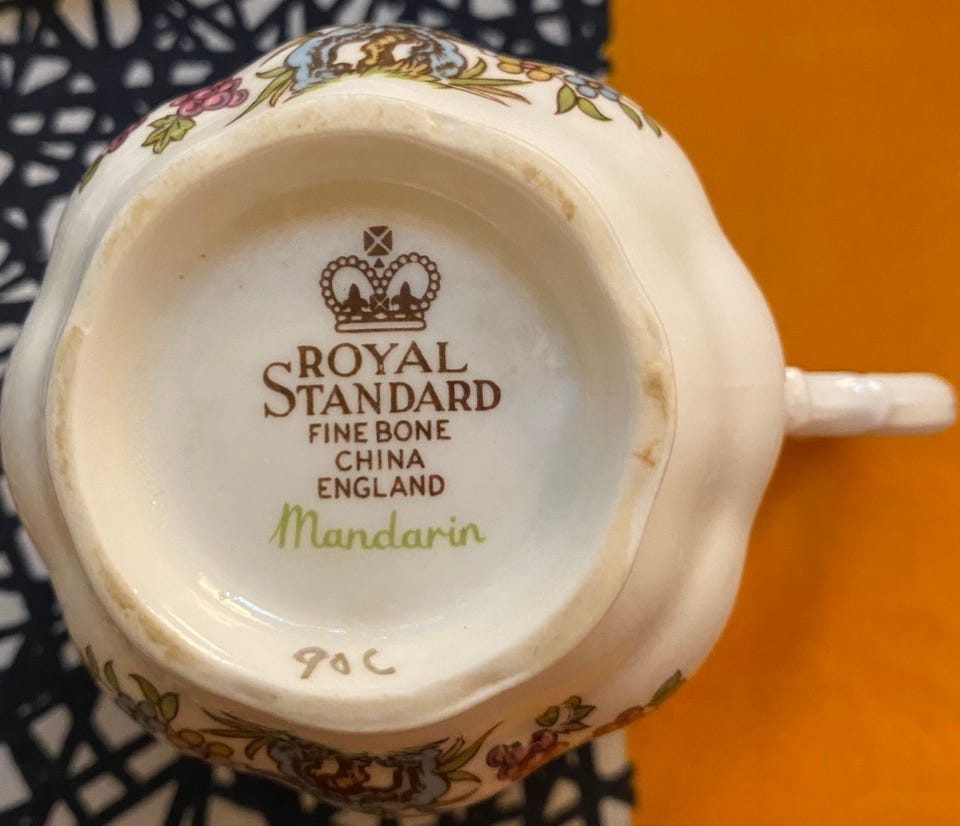 ROYAL
STANDARD
FINE BONE
CHINA
ENGLAND
Mandarin
90C